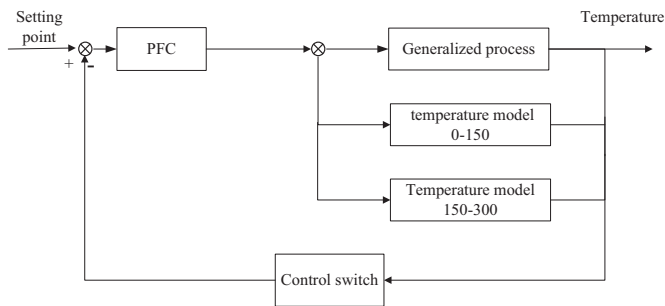 Setting
point
Temperature
+
-
PFC
Generalized process
temperature model
0-150
Temperature model
150-300
Control switch